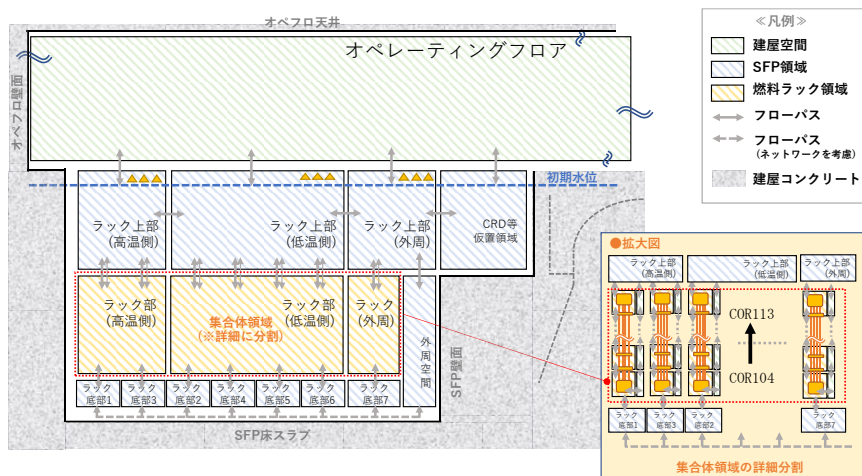 オペフロ天井
オペレーティングフロア
オペフロ壁面
初期水位
ラック上部
(高温側)
ラック上部
(低温側)
ラック上部
(外周)
CRD等
仮置領域
ラック部
(高温側)
集合体領域
(※詳細に分割)
ラック部
(低温側)
ラック
(外周)
外周空間
SFP壁面
ラック
底部1
ラック
底部3
ラック
底部2
ラック
底部4
ラック
底部5
ラック
底部6
ラック
底部7
SFP床スラブ
≪凡例≫
建屋空間
SFP領域
燃料ラック領域
フローパス
フローパス
(ネットワークを考慮)
建屋コンクリート
●拡大図
ラック上部
(高温側)
ラック上部
(低温側)
ラック上部
(外周)
COR113
COR104
ラック
底部1
ラック
底部3
ラック
底部2
ラック
底部7
集合体領域の詳細分割